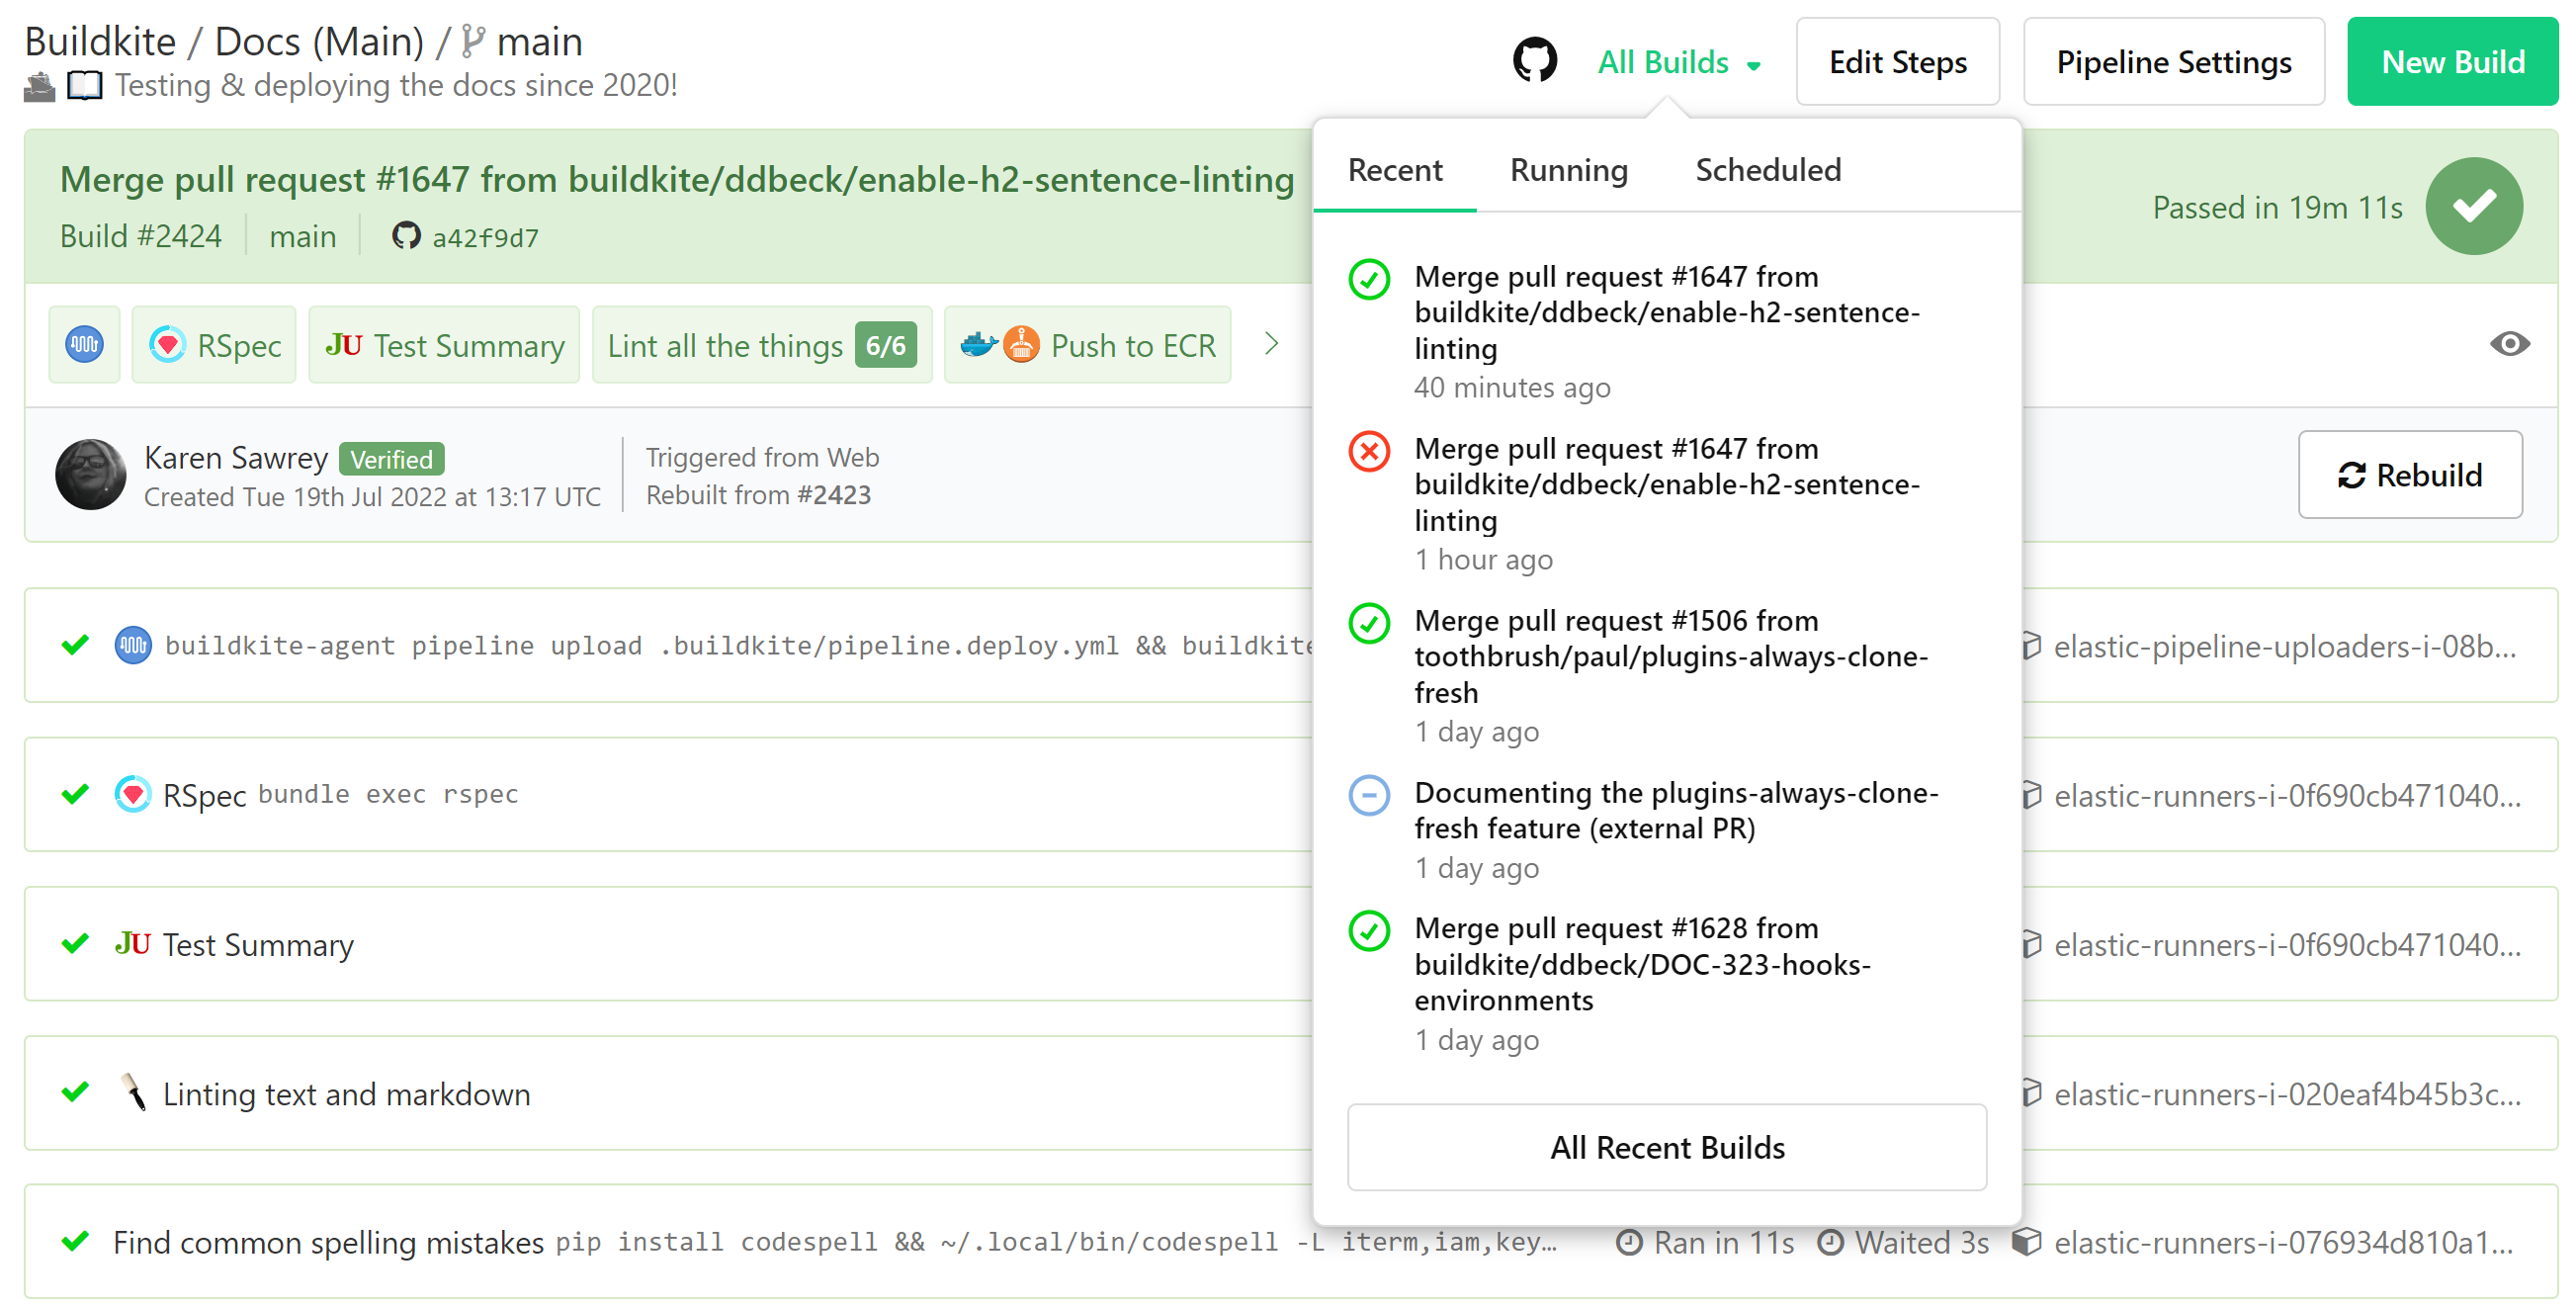 Buildkite / Docs (Main) / main
Testing & deploying the docs since 2020!
All Builds
Edit Steps
Pipeline Settings
New Build
Merge pull request #1647 from buildkite/ddbeck/enable-h2-sentence-linting
Build #2424
main
a42f9d7
Passed in 19m 11s
RSpec
JU Test Summary
Lint all the things 6/6
Push to ECR
Karen Sawrey Verified
Created Tue 19th Jul 2022 at 13:17 UTC
Triggered from Web
Rebuilt from #2423
Rebuild
Recent
Running
Scheduled
Merge pull request #1647 from
buildkite/ddbeck/enable-h2-sentence-
linting
40 minutes ago
Merge pull request #1647 from
buildkite/ddbeck/enable-h2-sentence-
linting
1 hour ago
Merge pull request #1506 from
toothbrush/paul/plugins-always-clone-
fresh
1 day ago
Documenting the plugins-always-clone-
fresh feature (external PR)
1 day ago
Merge pull request #1628 from
buildkite/ddbeck/DOC-323-hooks-
environments
1 day ago
All Recent Builds
buildkite-agent pipeline upload .buildkite/pipeline.deploy.yml && buildkite
elastic-pipeline-uploaders-i-08b...
RSpec bundle exec rspec
elastic-runners-i-0f690cb471040...
JU Test Summary
elastic-runners-i-0f690cb471040...
Linting text and markdown
elastic-runners-i-020eaf4b45b3c...
Find common spelling mistakes pip install codespell && ~/.local/bin/codespell -L iterm,iam,key…
Ran in 11s
Waited 3s
elastic-runners-i-076934d810a1...